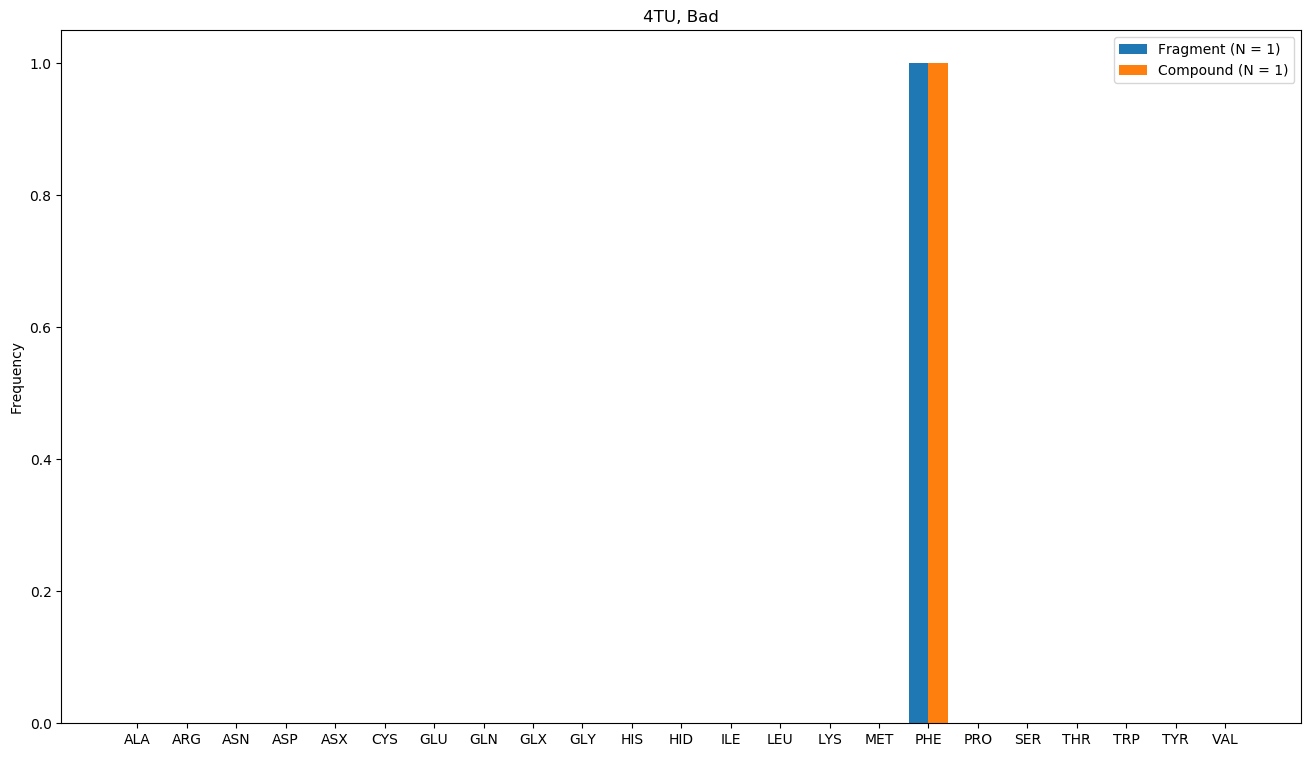 4TU, Bad
Fragment (N = 1)
Compound (N = 1)
Frequency
1.0
0.8
0.6
0.4
0.2
0.0
ALA ARG ASN ASP ASX CYS GLU GLN GLX GLY HIS HID ILE LEU LYS MET PHE PRO SER THR TRP TYR VAL